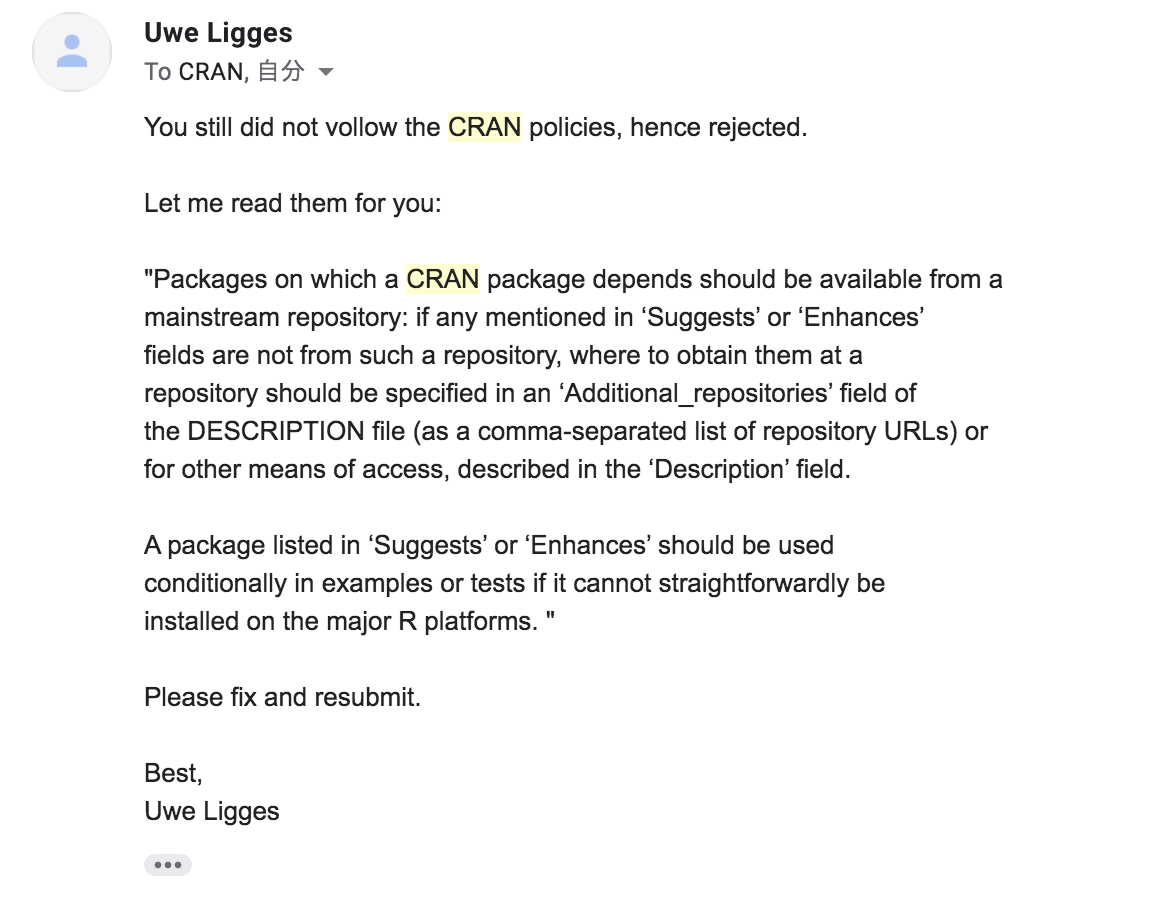 Uwe Ligges
To CRAN, 自分
You still did not vollow the CRAN policies, hence rejected.
Let me read them for you:
"Packages on which a CRAN package depends should be available from a
mainstream repository: if any mentioned in ‘Suggests’ or ‘Enhances’
fields are not from such a repository, where to obtain them at a
repository should be specified in an ‘Additional_repositories’ field of
the DESCRIPTION file (as a comma-separated list of repository URLs) or
for other means of access, described in the ‘Description’ field.
A package listed in ‘Suggests’ or ‘Enhances’ should be used
conditionally in examples or tests if it cannot straightforwardly be
installed on the major R platforms. "
Please fix and resubmit.
Best,
Uwe Ligges